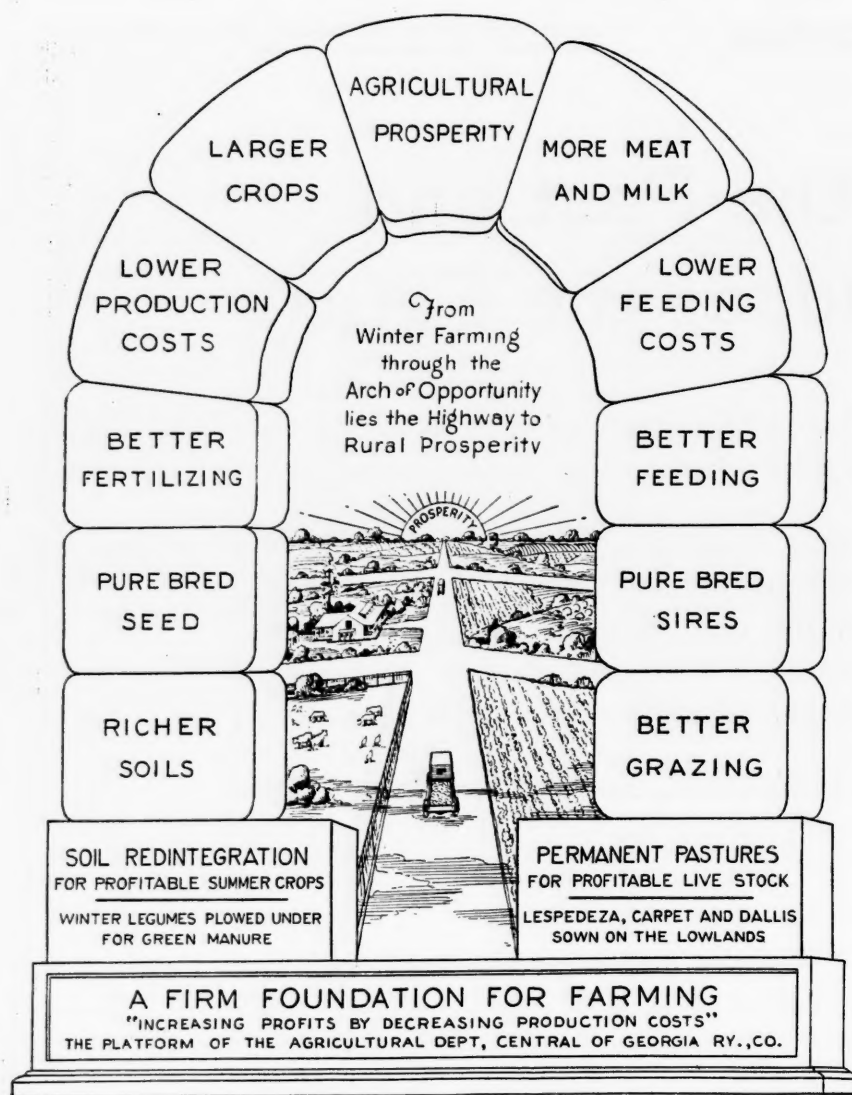 AGRICULTURAL
PROSPERITY
LARGER
CROPS
MORE MEAT
AND MILK
LOWER
PRODUCTION
COSTS
LOWER
FEEDING
COSTS
From
Winter Farming
through the
Arch of Opportunity
lies the Highway to
Rural Prosperity
BETTER
FERTILIZING
BETTER
FEEDING
PROSPERITY
PURE BRED
SEED
PURE BRED
SIRES
RICHER
SOILS
BETTER
GRAZING
SOIL REDINTEGRATION
FOR PROFITABLE SUMMER CROPS
WINTER LEGUMES PLOWED UNDER
FOR GREEN MANURE
PERMANENT PASTURES
FOR PROFITABLE LIVE STOCK
LESPEDEZA, CARPET AND DALLIS
SOWN ON THE LOWLANDS
A FIRM FOUNDATION FOR FARMING
"INCREASING PROFITS BY DECREASING PRODUCTION COSTS"
THE PLATFORM OF THE AGRICULTURAL DEPT, CENTRAL OF GEORGIA RY.,CO.